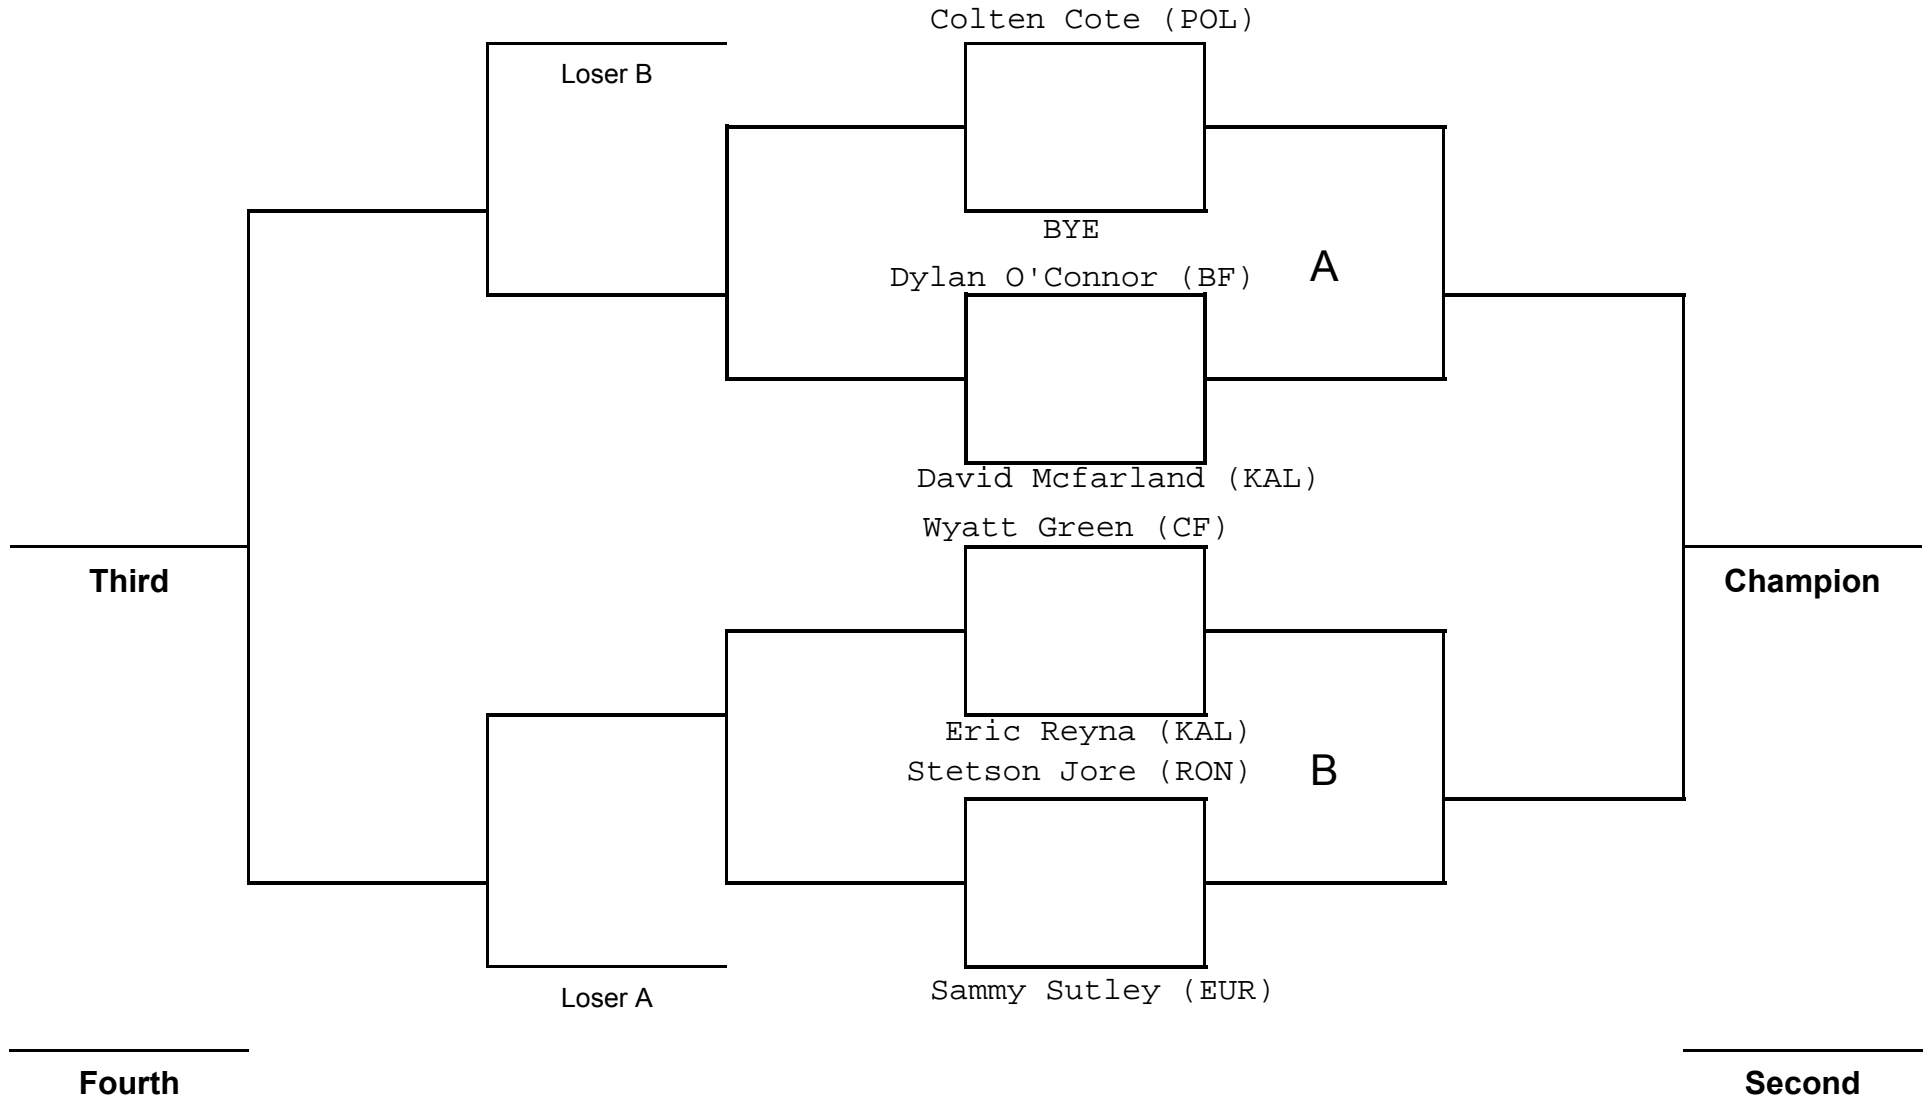 Colten Cote (POL)
Loser B
BYE
Dylan O'Connor (BF)
A
David Mcfarland (KAL)
Wyatt Green (CF)
Third
Champion
Eric Reyna (KAL)
Stetson Jore (RON)
B
Sammy Sutley (EUR)
Loser A
Fourth
Second